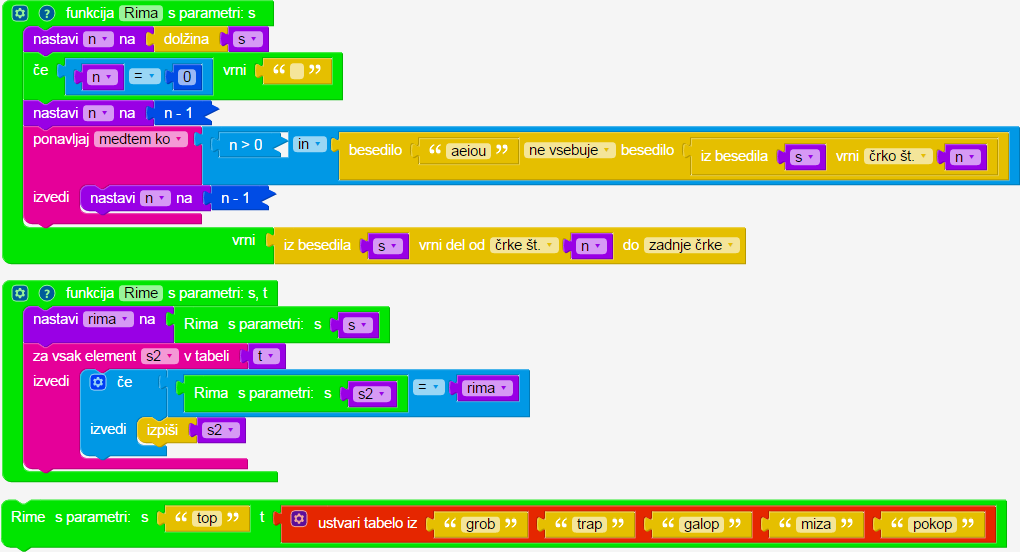 ? funkcija Rima s parametri: s
nastavi n na dolžina s
če n = 0 vrni “ ”
nastavi n na n - 1
ponavljaj medtem ko n > 0 in besedilo “ aeiou ” ne vsebuje besedilo iz besedila s vrni črko št. n
izvedi nastavi n na n - 1
vrni iz besedila s vrni del od črke št. n do zadnje črke
? funkcija Rime s parametri: s, t
nastavi rima na Rima s parametri: s s
za vsak element s2 v tabeli t
izvedi če Rima s parametri: s s2 = rima
izvedi izpiši s2
Rime s parametri: s “ top ” t ustvari tabelo iz “ grob ” “ trap ” “ galop ” “ miza ” “ pokop ”